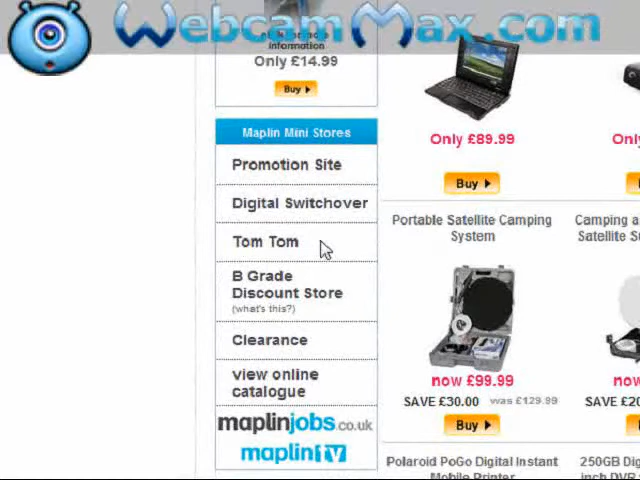 WebcamMax.com
information
Only £14.99
Buy
Maplin Mini Stores
Promotion Site
Digital Switchover
Tom Tom
B Grade
Discount Store
(what's this?)
Clearance
view online
catalogue
maplinjobs.co.uk
maplintv
Only £89.99
Buy
Portable Satellite Camping
System
now £99.99
SAVE £30.00 was £129.99
Buy
Polaroid PoGo Digital Instant
Mobile Printer
Only
Camping a
Satellite Su
now
SAVE £20
250GB Dig
inch DVR